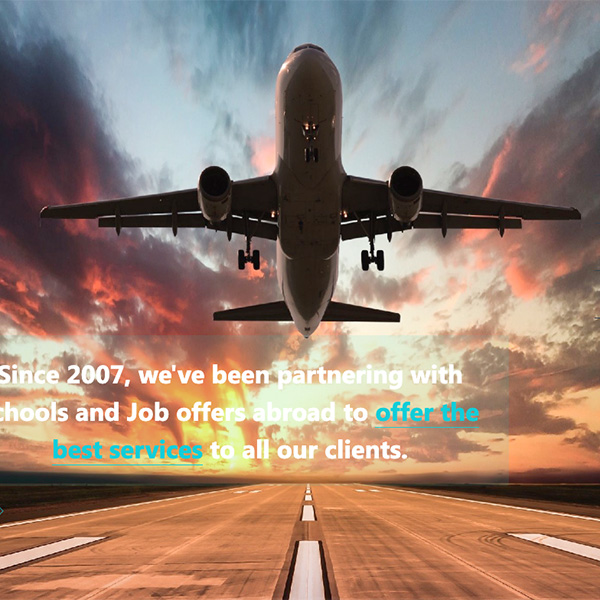 Since 2007, we've been partnering with
chools and Job offers abroad to offer the
best services to all our clients.